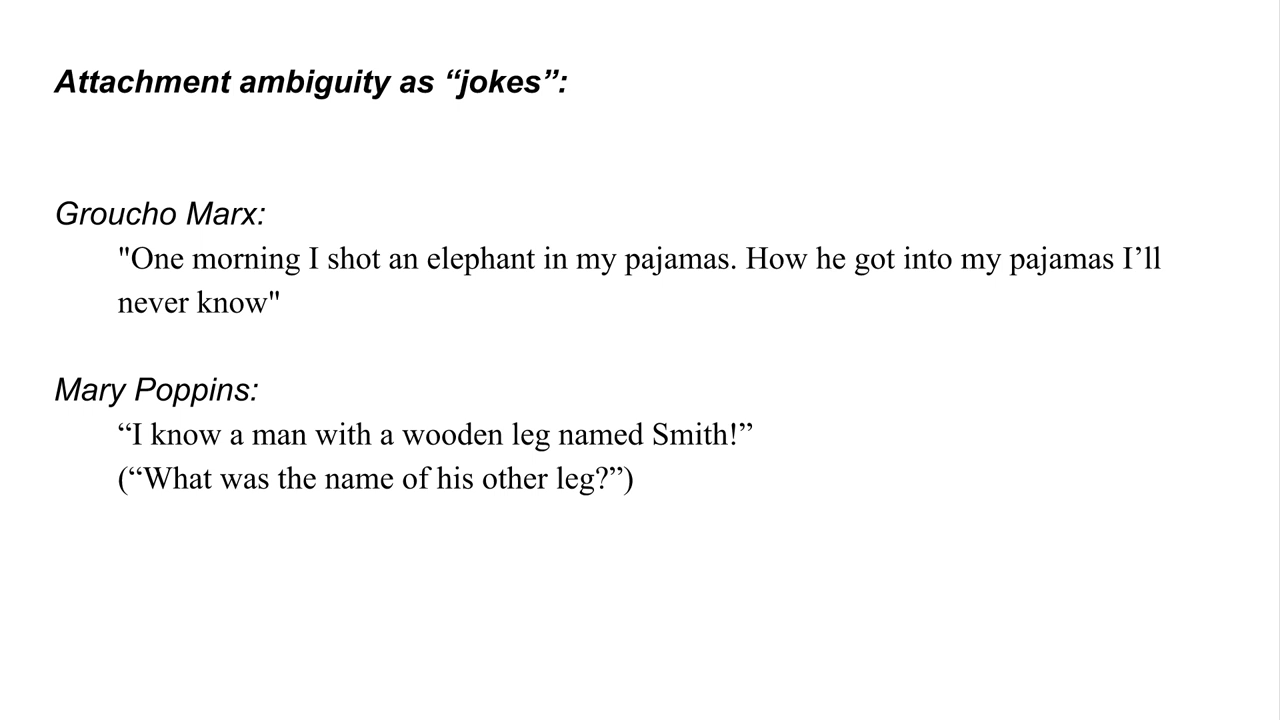 Attachment ambiguity as “jokes”:
Groucho Marx:
"One morning I shot an elephant in my pajamas. How he got into my pajamas I’ll
never know"
Mary Poppins:
“I know a man with a wooden leg named Smith!”
(“What was the name of his other leg?”)